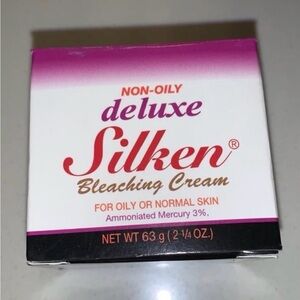 NON-OILY
deluxe
Silken®
Bleaching Cream
FOR OILY OR NORMAL SKIN
Ammoniated Mercury 3%.
NET WT 63 g ( 2 1/4 OZ.)